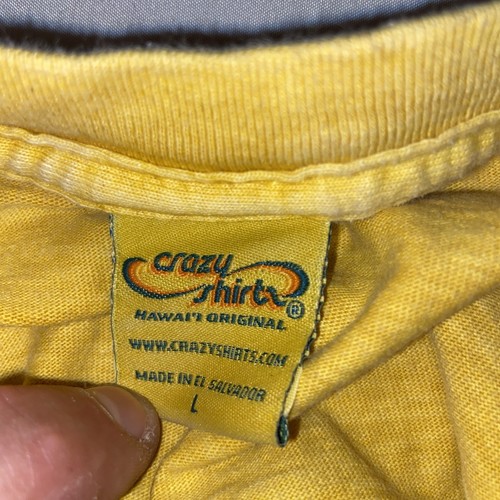 crazy
shirts®
HAWAI'I ORIGINAL
WWW.CRAZYSHIRTS.COM
MADE IN EL SALVADOR
L